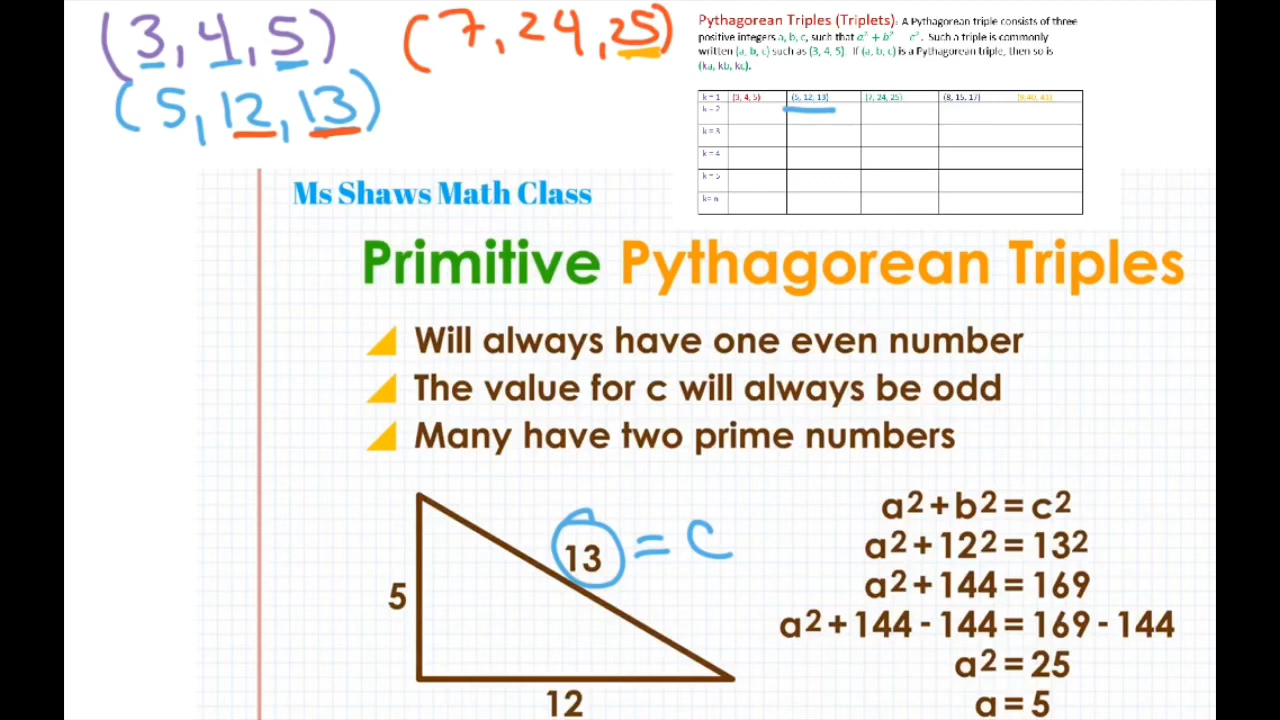 (3, 4, 5)
(7, 24, 25)
(5, 12, 13)
Pythagorean Triples (Triplets): A Pythagorean triple consists of three
positive integers a, b, c, such that a² + b² c². Such a triple is commonly
written (a, b, c) such as (3, 4, 5). If (a, b, c) is a Pythagorean triple, then so is
(ka, kb, kc).
k = 1 (3, 4, 5) (5, 12, 13) (7, 24, 25) (8, 15, 17) (9,40, 41)
k = 2
k = 3
k = 4
k = 5
k= n
Ms Shaws Math Class
Primitive Pythagorean Triples
Will always have one even number
The value for c will always be odd
Many have two prime numbers
5
13 = c
12
a2 + b2 = c2
a2 + 122 = 132
a2 + 144 = 169
a2 + 144 - 144 = 169 - 144
a2 = 25
a = 5